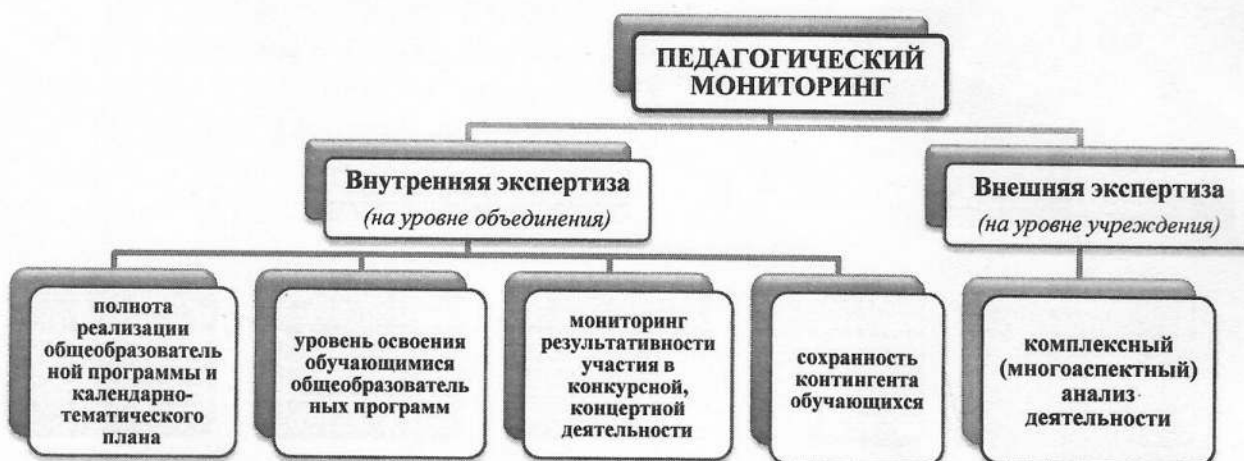 ПЕДАГОГИЧЕСКИЙ
МОНИТОРИНГ
Внутренняя экспертиза
(на уровне объединения)
Внешняя экспертиза
(на уровне учреждения)
полнота
реализации
общеобразователь
ной программы и
календарно-
тематического
плана
уровень освоения
обучающимися
общеобразователь
ных программ
мониторинг
результативности
участия в
конкурсной,
концертной
деятельности
сохранность
контингента
обучающихся
комплексный
(многоаспектный)
анализ
деятельности